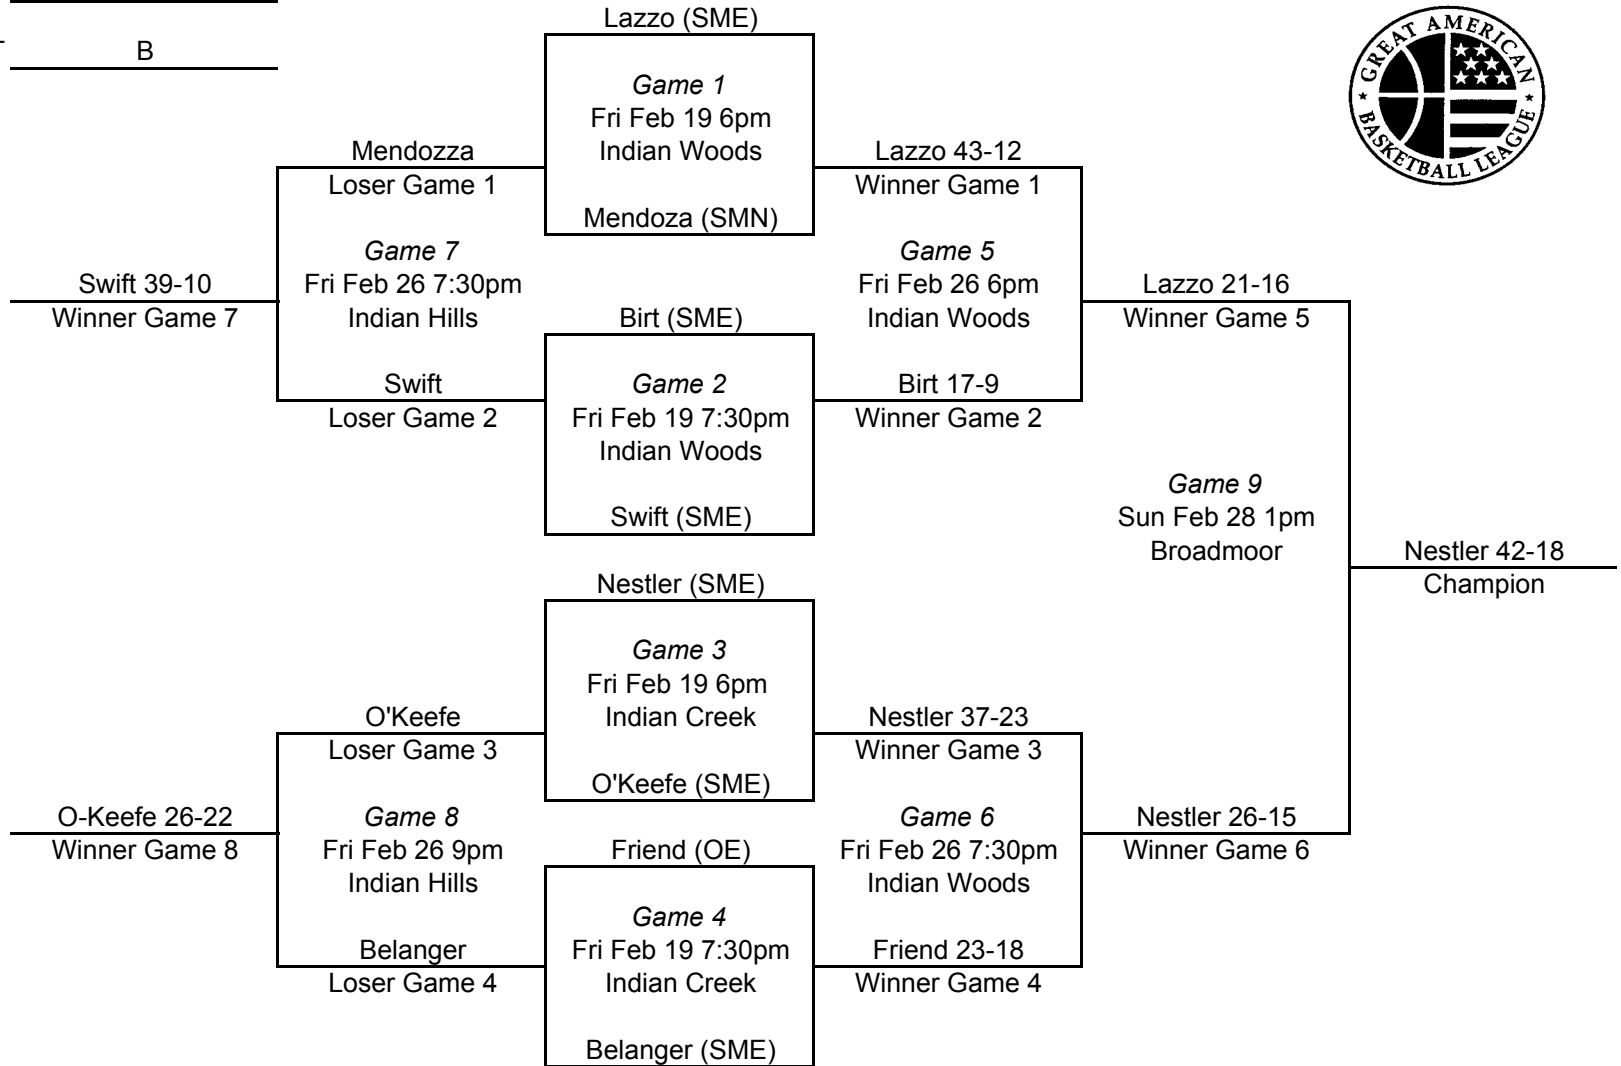 Lazzo (SME)
B
Game 1
Fri Feb 19 6pm
Indian Woods
GREAT AMERICAN
BASKETBALL LEAGUE
Mendozza
Lazzo 43-12
Loser Game 1
Winner Game 1
Mendoza (SMN)
Game 7
Game 5
Swift 39-10
Fri Feb 26 7:30pm
Fri Feb 26 6pm
Lazzo 21-16
Winner Game 7
Indian Hills
Birt (SME)
Indian Woods
Winner Game 5
Swift
Game 2
Birt 17-9
Loser Game 2
Fri Feb 19 7:30pm
Winner Game 2
Indian Woods
Game 9
Swift (SME)
Sun Feb 28 1pm
Broadmoor
Nestler 42-18
Nestler (SME)
Champion
Game 3
Fri Feb 19 6pm
O'Keefe
Indian Creek
Nestler 37-23
Loser Game 3
Winner Game 3
O'Keefe (SME)
O-Keefe 26-22
Game 8
Game 6
Nestler 26-15
Winner Game 8
Fri Feb 26 9pm
Friend (OE)
Fri Feb 26 7:30pm
Winner Game 6
Indian Hills
Indian Woods
Game 4
Belanger
Fri Feb 19 7:30pm
Friend 23-18
Loser Game 4
Indian Creek
Winner Game 4
Belanger (SME)